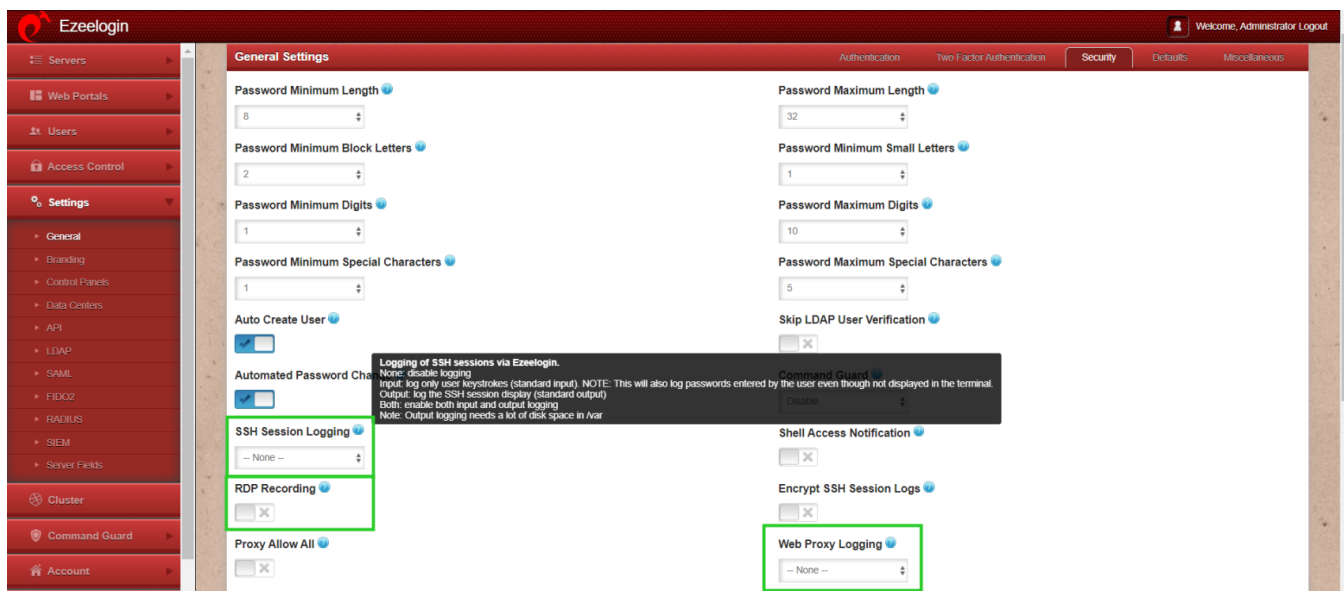 Ezeelogin
Welcome, Administrator Logout
Servers
Web Portals
Users
Access Control
Settings
General
Branding
Control Panels
Data Centers
API
LDAP
SAML
FIDO2
RADIUS
SIEM
Server Fields
Cluster
Command Guard
Account
General Settings
Authentication
Two Factor Authentication
Security
Defaults
Miscellaneous
Password Minimum Length
Password Maximum Length
8
32
Password Minimum Block Letters
Password Minimum Small Letters
2
1
Password Minimum Digits
Password Maximum Digits
1
10
Password Minimum Special Characters
Password Maximum Special Characters
1
5
Auto Create User
Skip LDAP User Verification
Logging of SSH sessions via Ezeelogin.
None: disable logging
Input: log only user keystrokes (standard input). NOTE: This will also log passwords entered by the user even though not displayed in the terminal.
Output: log the SSH session display (standard output)
Both: enable both input and output logging
Note: Output logging needs a lot of disk space in /var
Automated Password Chan
Command Guard
Disable
SSH Session Logging
Shell Access Notification
-- None --
RDP Recording
Encrypt SSH Session Logs
Proxy Allow All
Web Proxy Logging
-- None --